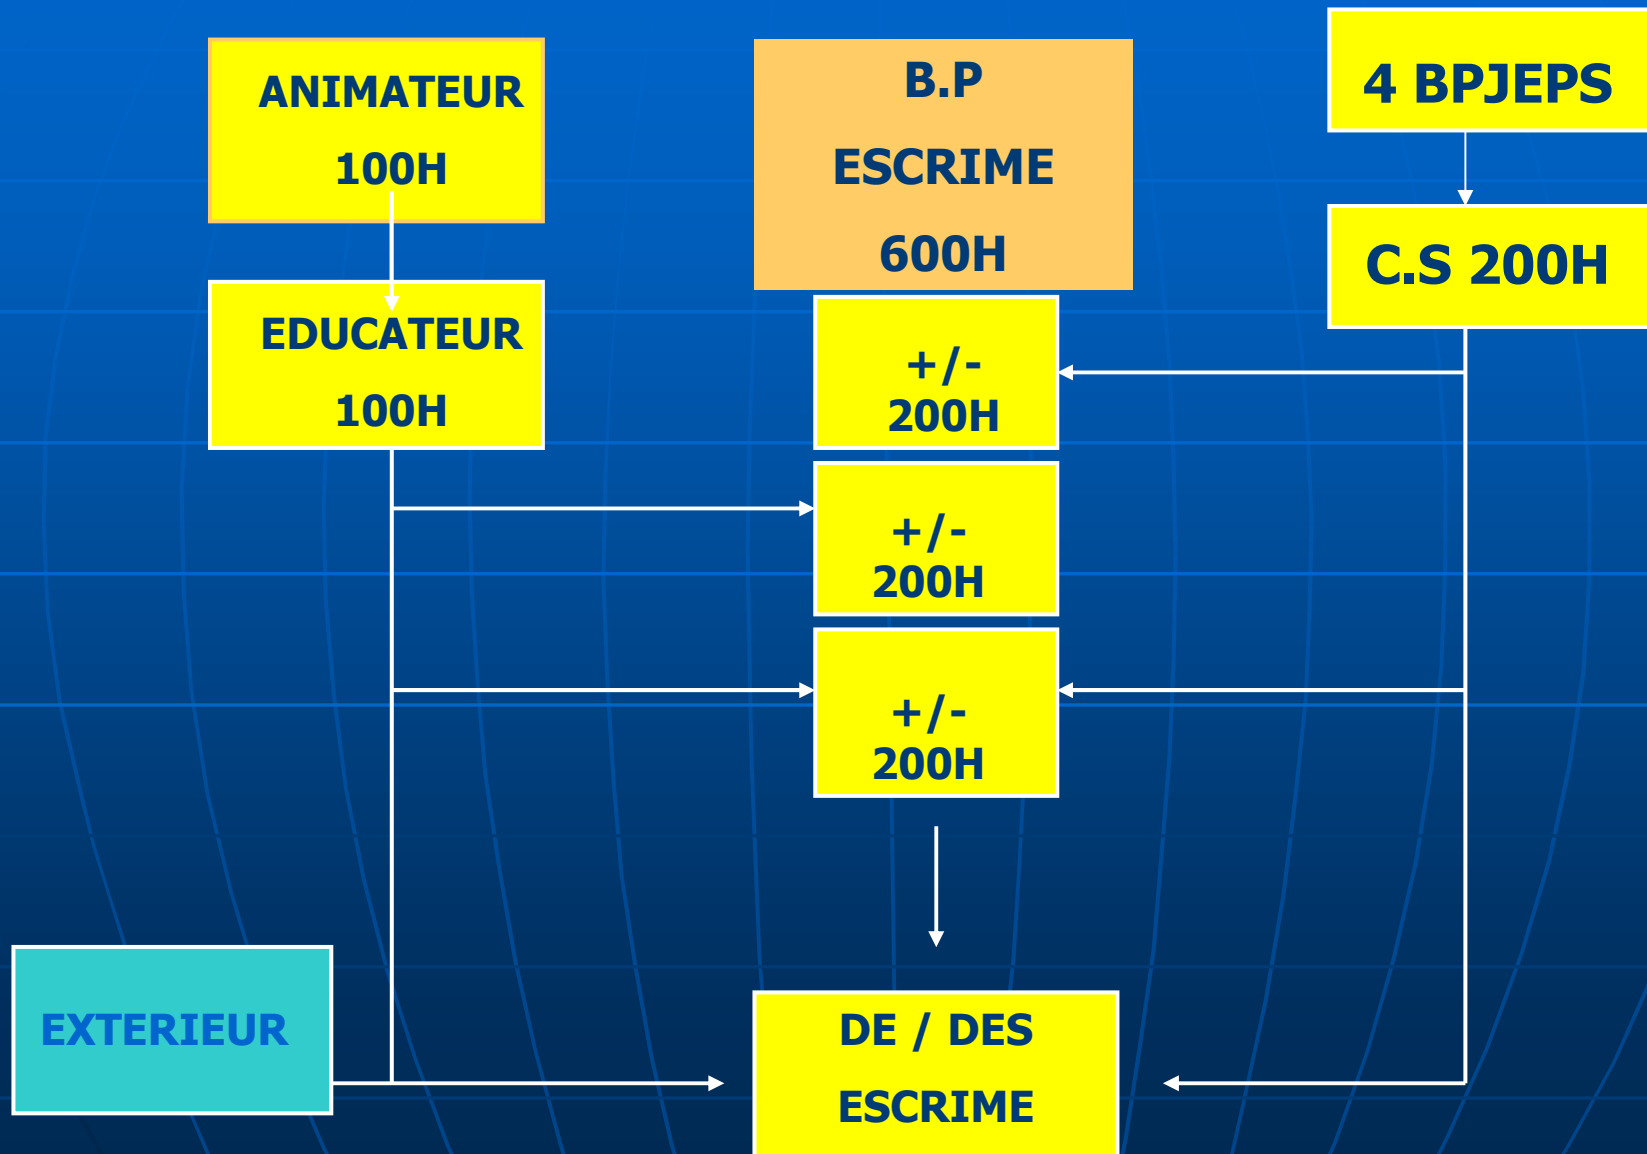 ANIMATEUR
100H
EDUCATEUR
100H
B.P
ESCRIME
600H
+/-
200H
+/-
200H
+/-
200H
4 BPJEPS
C.S 200H
EXTERIEUR
DE / DES
ESCRIME